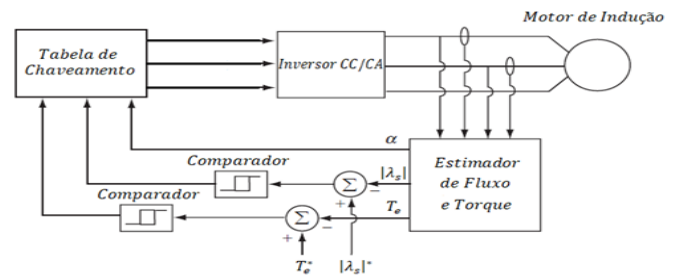 Motor de Indução
Tabela de
Chaveamento
Inversor CC/CA
α
Comparador
|λs|
Estimador
de Fluxo
e Torque
Σ
+
−
Comparador
Te
Σ
+
−
Te*
|λs|*